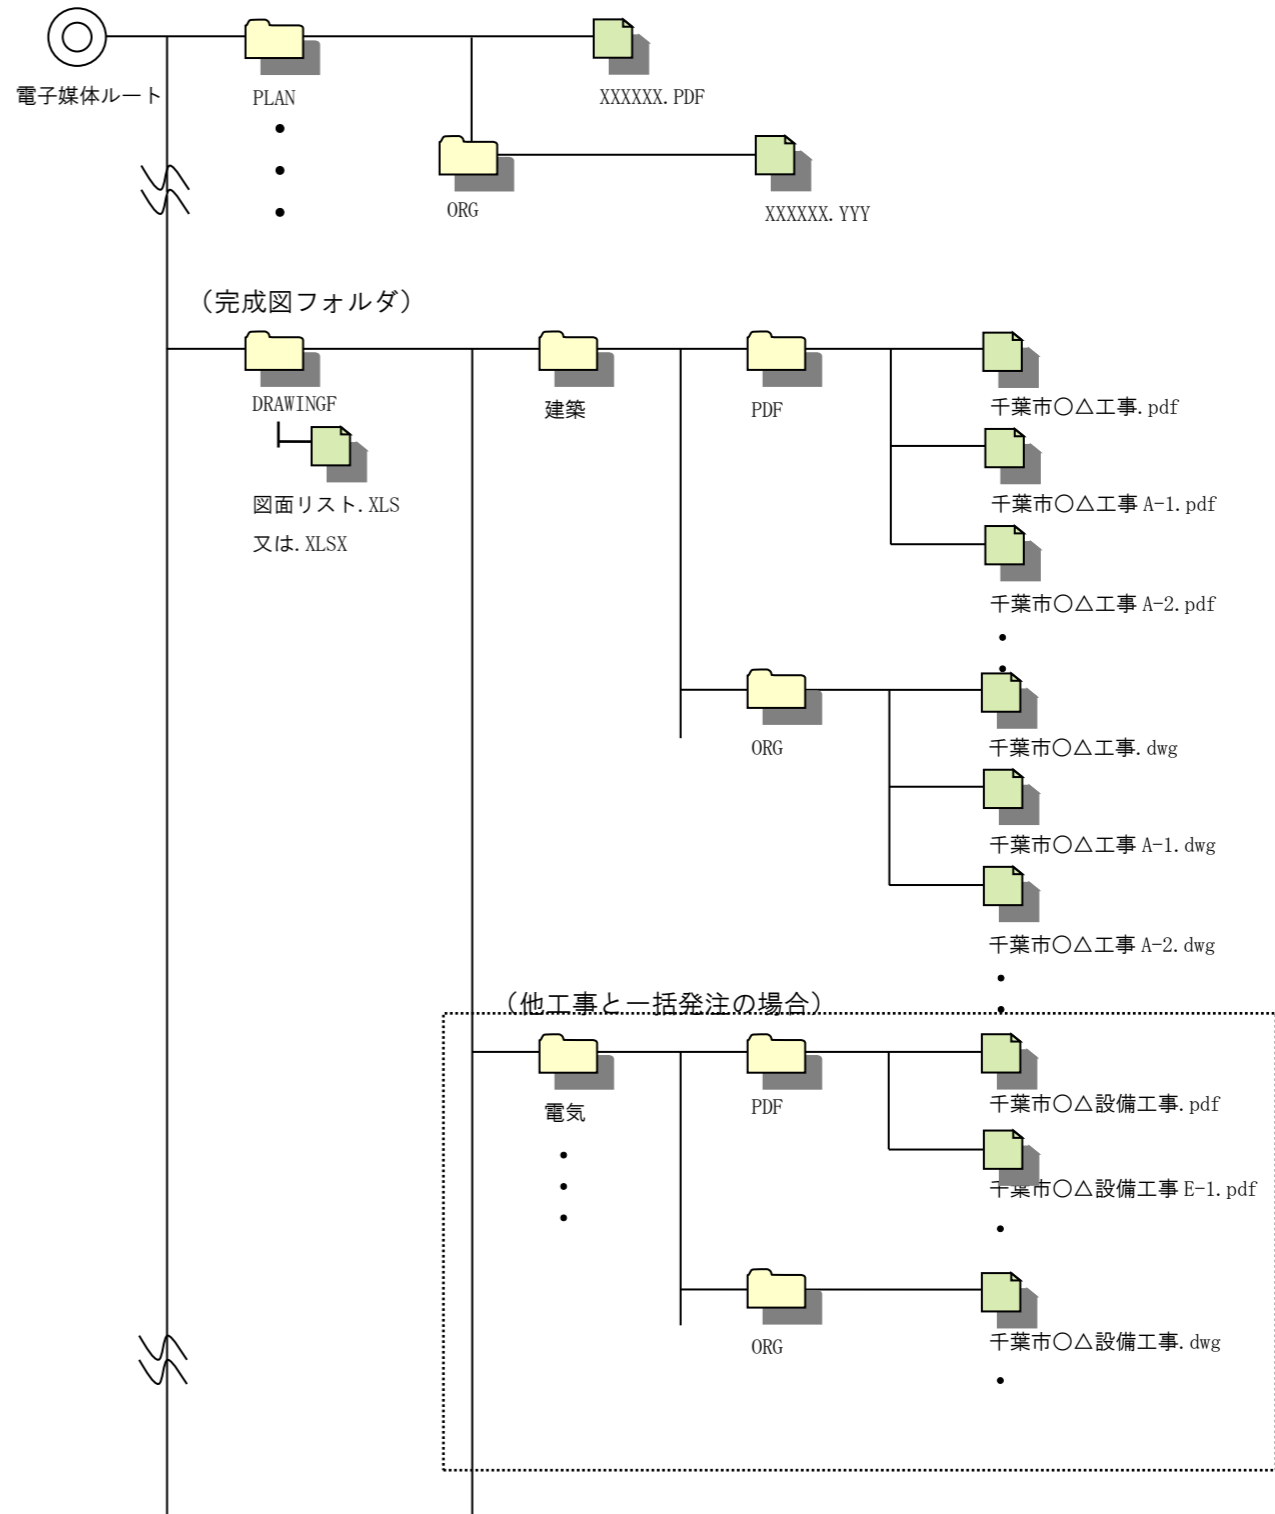 電子媒体ルート
PLAN
XXXXXX.PDF
ORG
XXXXXX.YYY
（完成図フォルダ）
DRAWINGF
建築
PDF
千葉市○△工事.pdf
図面リスト.XLS
又は.XLSX
千葉市○△工事 A-1.pdf
千葉市○△工事 A-2.pdf
ORG
千葉市○△工事.dwg
千葉市○△工事 A-1.dwg
千葉市○△工事 A-2.dwg
（他工事と一括発注の場合）
電気
PDF
千葉市○△設備工事.pdf
千葉市○△設備工事 E-1.pdf
ORG
千葉市○△設備工事.dwg